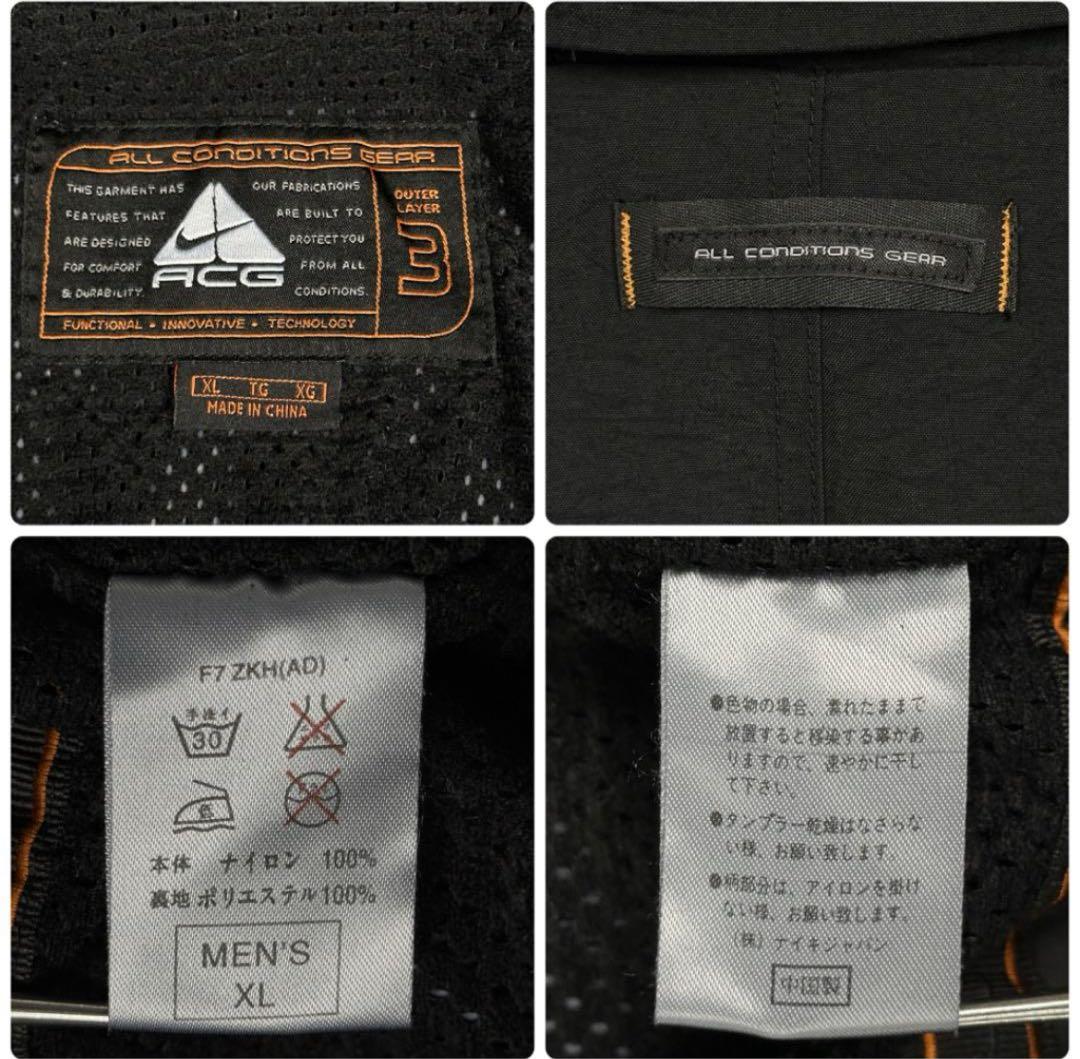 ALL CONDITIONS GEAR
THIS GARMENT HAS
FEATURES THAT
ARE DESIGNED
FOR COMFORT
& DURABILITY.
ACG
OUR FABRICATIONS
ARE BUILT TO
PROTECT YOU
FROM ALL
CONDITIONS.
OUTER
LAYER
3
FUNCTIONAL • INNOVATIVE • TECHNOLOGY
XL TG XG
MADE IN CHINA
ALL CONDITIONS GEAR
F7 ZKH(AD)
手洗イ
30
本体 ナイロン 100%
裏地 ポリエステル100%
MEN'S
XL
●色物の場合、濡れたままで
放置すると移染する事があ
りますので、速やかに干し
て下さい。
●タンブラー乾燥はなさらな
い様、お願い致します
●柄部分は、アイロンを掛け
ない様、お願い致します。
(株)ナイキジャパン
中国製